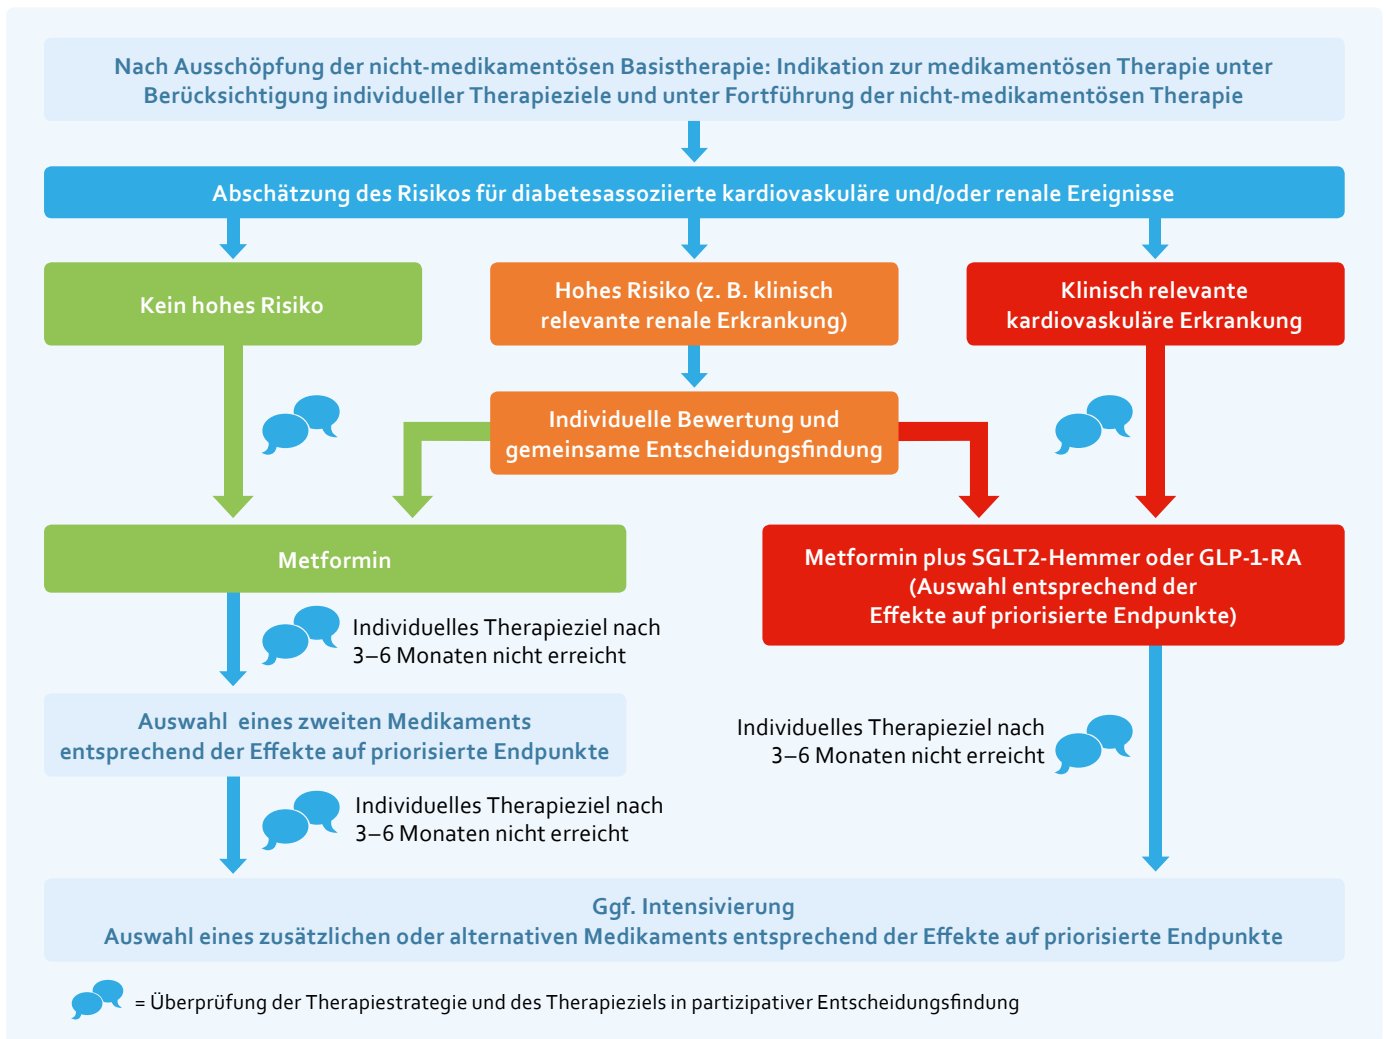 Nach Ausschöpfung der nicht-medikamentösen Basistherapie: Indikation zur medikamentösen Therapie unter
Berücksichtigung individueller Therapieziele und unter Fortführung der nicht-medikamentösen Therapie
Abschätzung des Risikos für diabetesassoziierte kardiovaskuläre und/oder renale Ereignisse
Kein hohes Risiko
Hohes Risiko (z. B. klinisch
relevante renale Erkrankung)
Klinisch relevante
kardiovaskuläre Erkrankung
Individuelle Bewertung und
gemeinsame Entscheidungsfindung
Metformin
Metformin plus SGLT2-Hemmer oder GLP-1-RA
(Auswahl entsprechend der
Effekte auf priorisierte Endpunkte)
Individuelles Therapieziel nach
3–6 Monaten nicht erreicht
Auswahl eines zweiten Medikaments
entsprechend der Effekte auf priorisierte Endpunkte
Individuelles Therapieziel nach
3–6 Monaten nicht erreicht
Individuelles Therapieziel nach
3–6 Monaten nicht erreicht
Ggf. Intensivierung
Auswahl eines zusätzlichen oder alternativen Medikaments entsprechend der Effekte auf priorisierte Endpunkte
= Überprüfung der Therapiestrategie und des Therapieziels in partizipativer Entscheidungsfindung